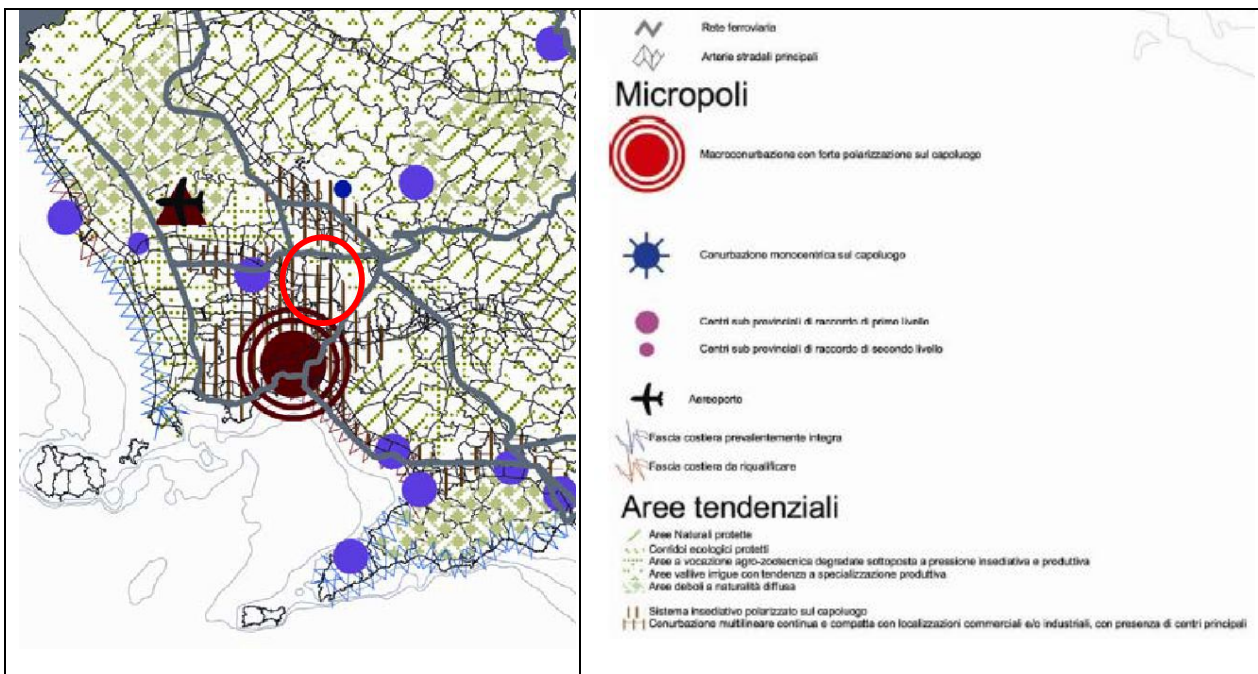 Rete ferroviaria
Arterie stradali principali
Micropoli
Macroconurbazione con forte polarizzazione sul capoluogo
Conurbazione monocentrica sul capoluogo
Centri sub provinciali di raccordo di primo livello
Centri sub provinciali di raccordo di secondo livello
Aereoporto
Fascia costiera prevalentemente integra
Fascia costiera da riqualificare
Aree tendenziali
Aree Naturali protette
Corridoi ecologici protetti
Aree a vocazione agro-zootecnica degradate sottoposta a pressione insediativa e produttiva
Aree vallive irrigue con tendenza a specializzazione produttiva
Aree deboli a naturalità diffusa
Sistema insediativo polarizzato sul capoluogo
Conurbazione multilineare continua e compatta con localizzazioni commerciali e/o industriali, con presenza di centri principali